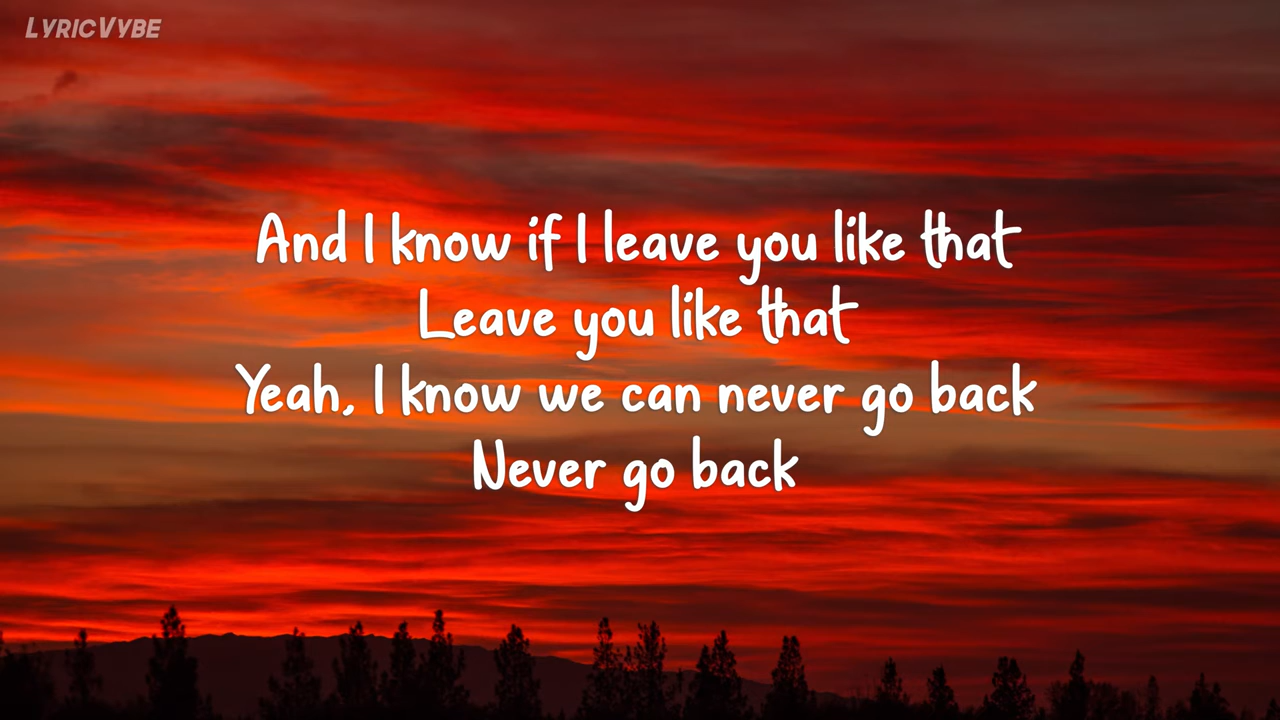 LyricVybe
And I know if I leave you like that
Leave you like that
Yeah, I know we can never go back
Never go back